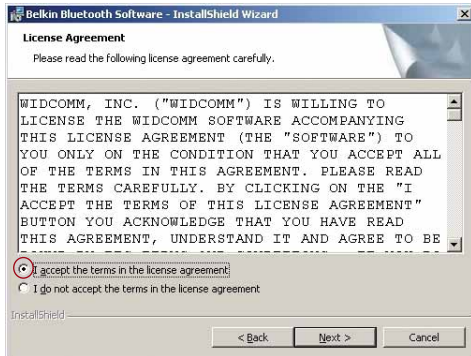 Belkin Bluetooth Software - InstallShield Wizard
License Agreement
Please read the following license agreement carefully.
WIDCOMM, INC. ("WIDCOMM") IS WILLING TO
LICENSE THE WIDCOMM SOFTWARE ACCOMPANYING
THIS LICENSE AGREEMENT (THE "SOFTWARE") TO
YOU ONLY ON THE CONDITION THAT YOU ACCEPT ALL
OF THE TERMS IN THIS AGREEMENT. PLEASE READ
THE TERMS CAREFULLY. BY CLICKING ON THE "I
ACCEPT THE TERMS OF THIS LICENSE AGREEMENT"
BUTTON YOU ACKNOWLEDGE THAT YOU HAVE READ
THIS AGREEMENT, UNDERSTAND IT AND AGREE TO BE
I accept the terms in the license agreement
I do not accept the terms in the license agreement
InstallShield
< Back Next > Cancel